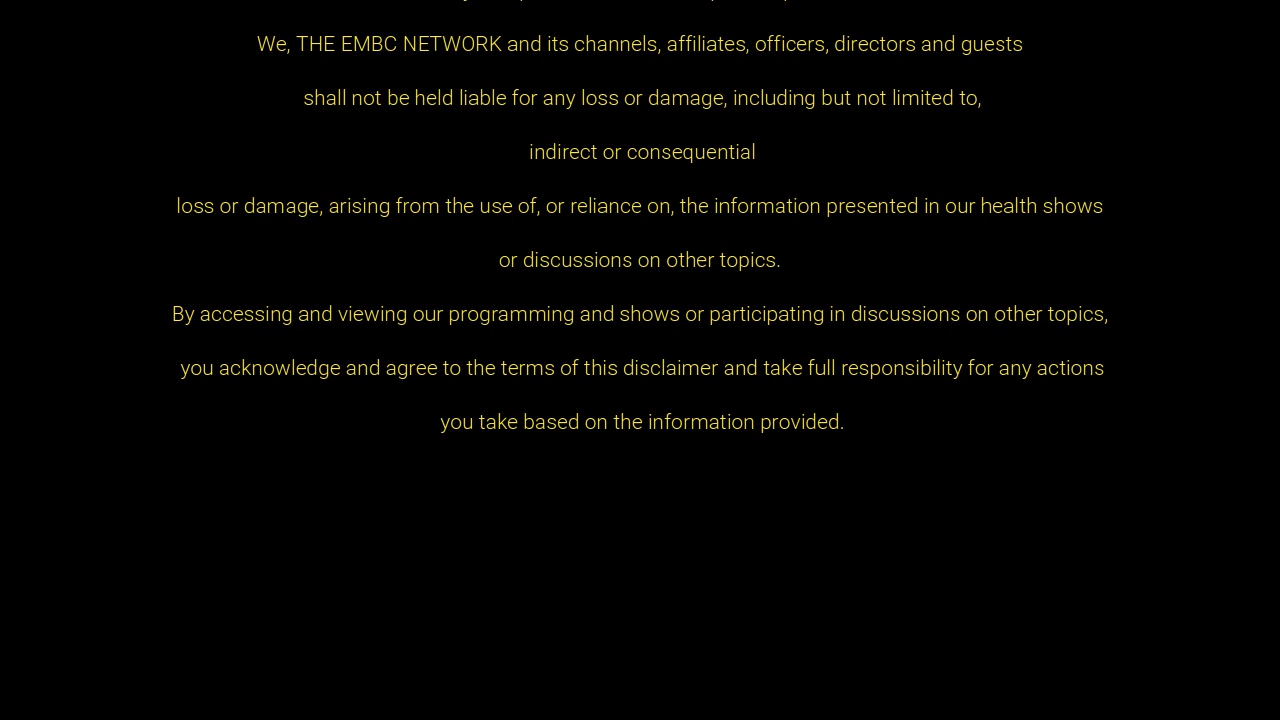 We, THE EMBC NETWORK and its channels, affiliates, officers, directors and guests
shall not be held liable for any loss or damage, including but not limited to,
indirect or consequential
loss or damage, arising from the use of, or reliance on, the information presented in our health shows
or discussions on other topics.
By accessing and viewing our programming and shows or participating in discussions on other topics,
you acknowledge and agree to the terms of this disclaimer and take full responsibility for any actions
you take based on the information provided.